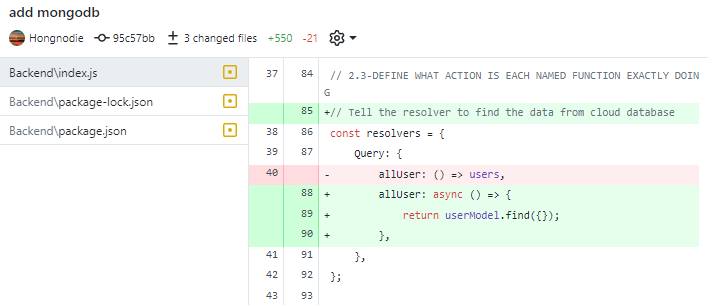 add mongodb
Hongnodie 95c57bb 3 changed files +550 -21
Backend\index.js
Backend\package-lock.json
Backend\package.json
37 84 // 2.3-DEFINE WHAT ACTION IS EACH NAMED FUNCTION EXACTLY DOIN
G
85 +// Tell the resolver to find the data from cloud database
38 86 const resolvers = {
39 87 Query: {
40 - allUser: () => users,
88 + allUser: async () => {
89 + return userModel.find({});
90 + },
41 91 },
42 92 };
43 93